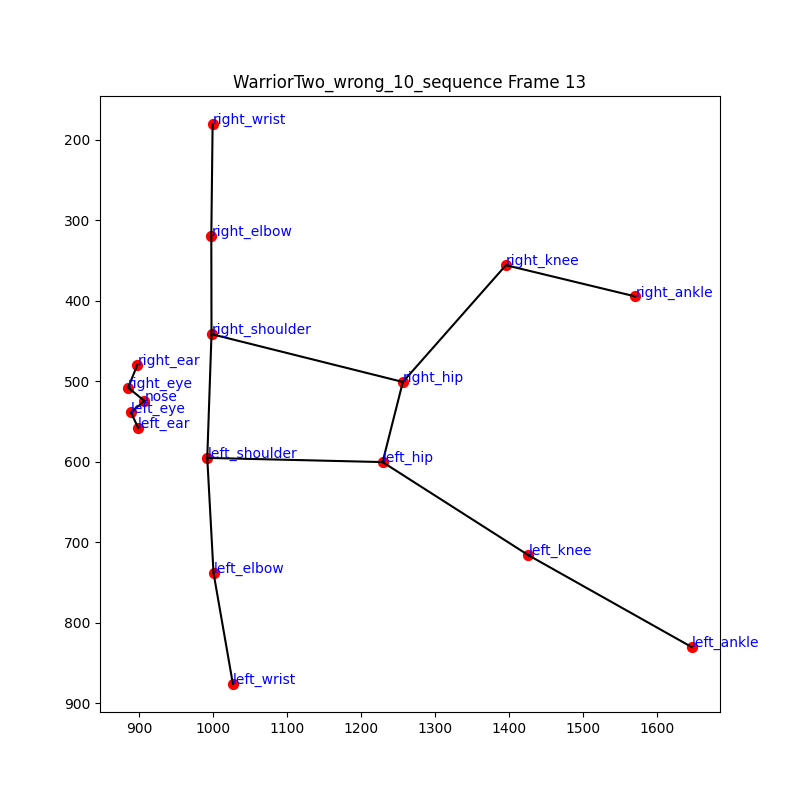 WarriorTwo_wrong_10_sequence Frame 13
right_wrist
right_elbow
right_shoulder
right_knee
right_ankle
right_ear
right_eye
nose
left_eye
left_ear
right_hip
left_shoulder
left_hip
left_knee
left_elbow
left_ankle
left_wrist
200
300
400
500
600
700
800
900
900 1000 1100 1200 1300 1400 1500 1600